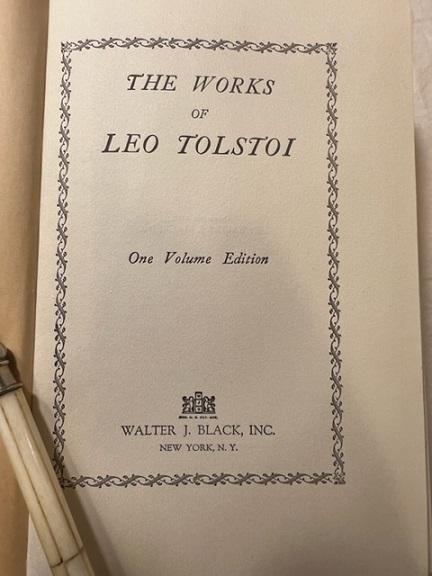 THE WORKS
OF
LEO TOLSTOI
One Volume Edition
WALTER J. BLACK, INC.
NEW YORK, N. Y.